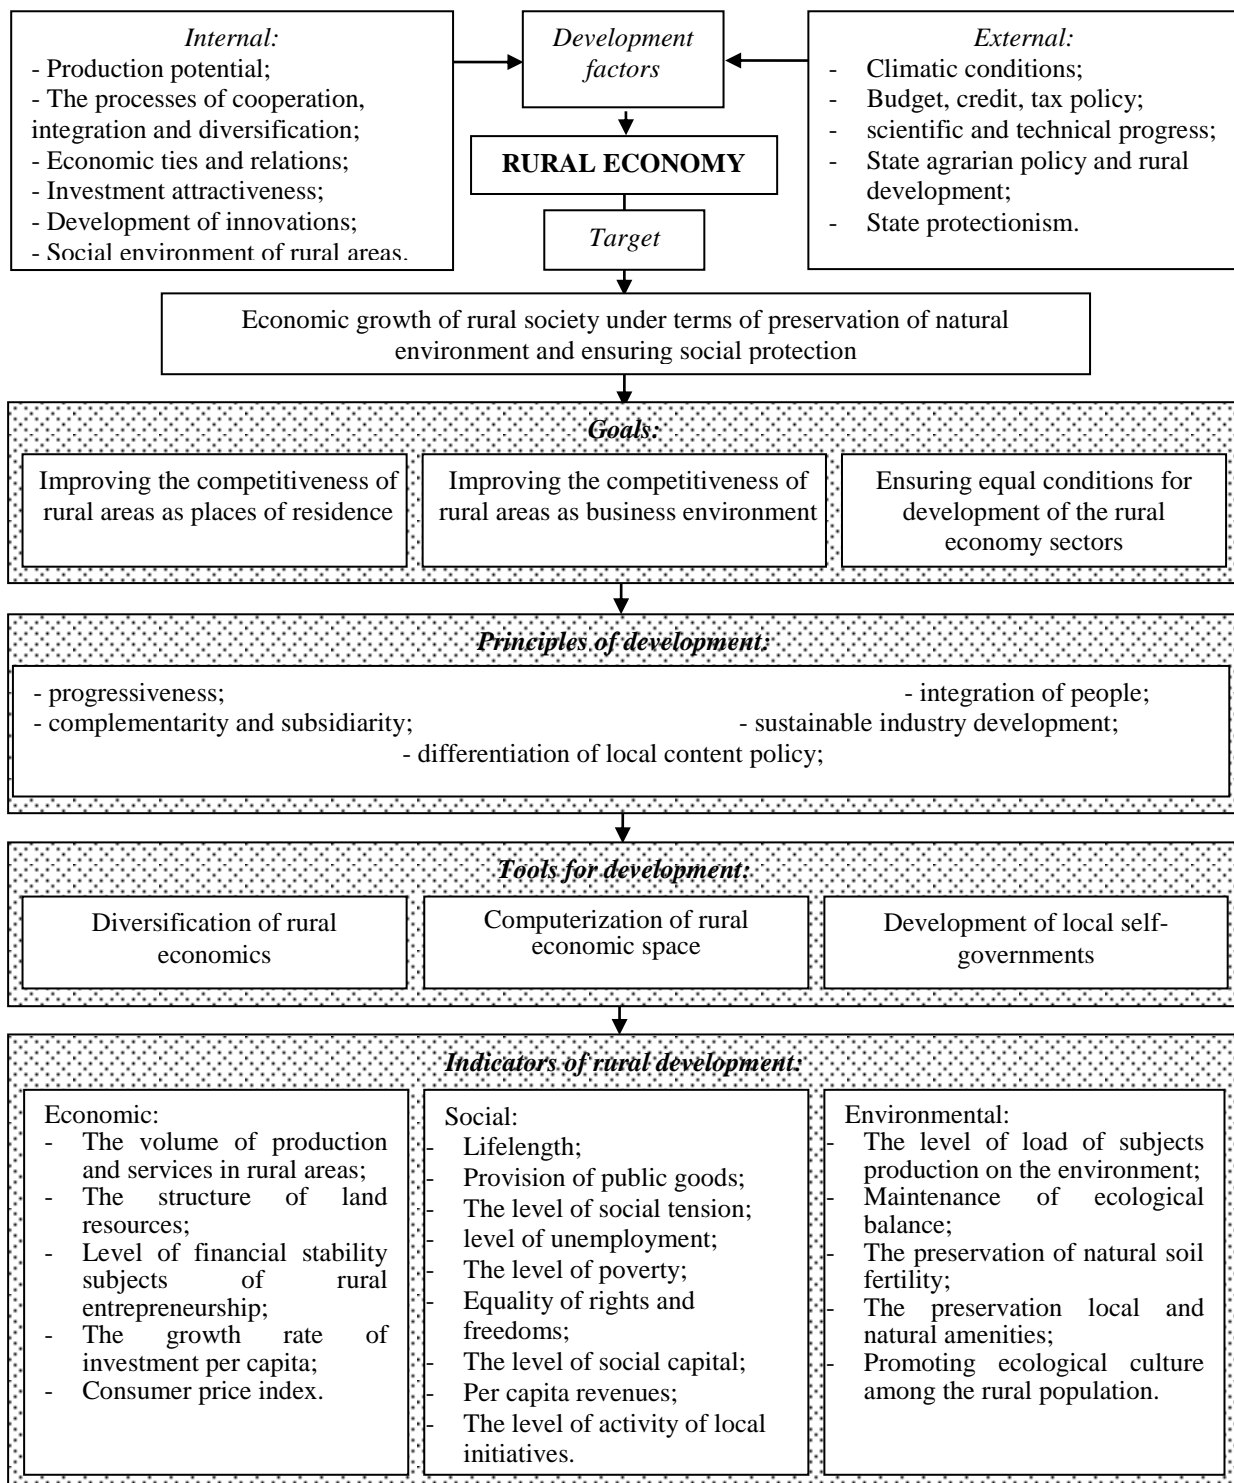 Internal:
- Production potential;
- The processes of cooperation,
integration and diversification;
- Economic ties and relations;
- Investment attractiveness;
- Development of innovations;
- Social environment of rural areas.
Development
factors
External:
- Climatic conditions;
- Budget, credit, tax policy;
- scientific and technical progress;
- State agrarian policy and rural
development;
- State protectionism.
RURAL ECONOMY
Target
Economic growth of rural society under terms of preservation of natural
environment and ensuring social protection
Goals:
Improving the competitiveness of
rural areas as places of residence
Improving the competitiveness of
rural areas as business environment
Ensuring equal conditions for
development of the rural
economy sectors
Principles of development:
- progressiveness; - integration of people;
- complementarity and subsidiarity; - sustainable industry development;
- differentiation of local content policy;
Tools for development:
Diversification of rural
economics
Computerization of rural
economic space
Development of local self-
governments
Indicators of rural development:
Economic:
- The volume of production
and services in rural areas;
- The structure of land
resources;
- Level of financial stability
subjects of rural
entrepreneurship;
- The growth rate of
investment per capita;
- Consumer price index.
Social:
- Lifelength;
- Provision of public goods;
- The level of social tension;
- level of unemployment;
- The level of poverty;
- Equality of rights and
freedoms;
- The level of social capital;
- Per capita revenues;
- The level of activity of local
initiatives.
Environmental:
- The level of load of subjects
production on the environment;
- Maintenance of ecological
balance;
- The preservation of natural soil
fertility;
- The preservation local and
natural amenities;
- Promoting ecological culture
among the rural population.